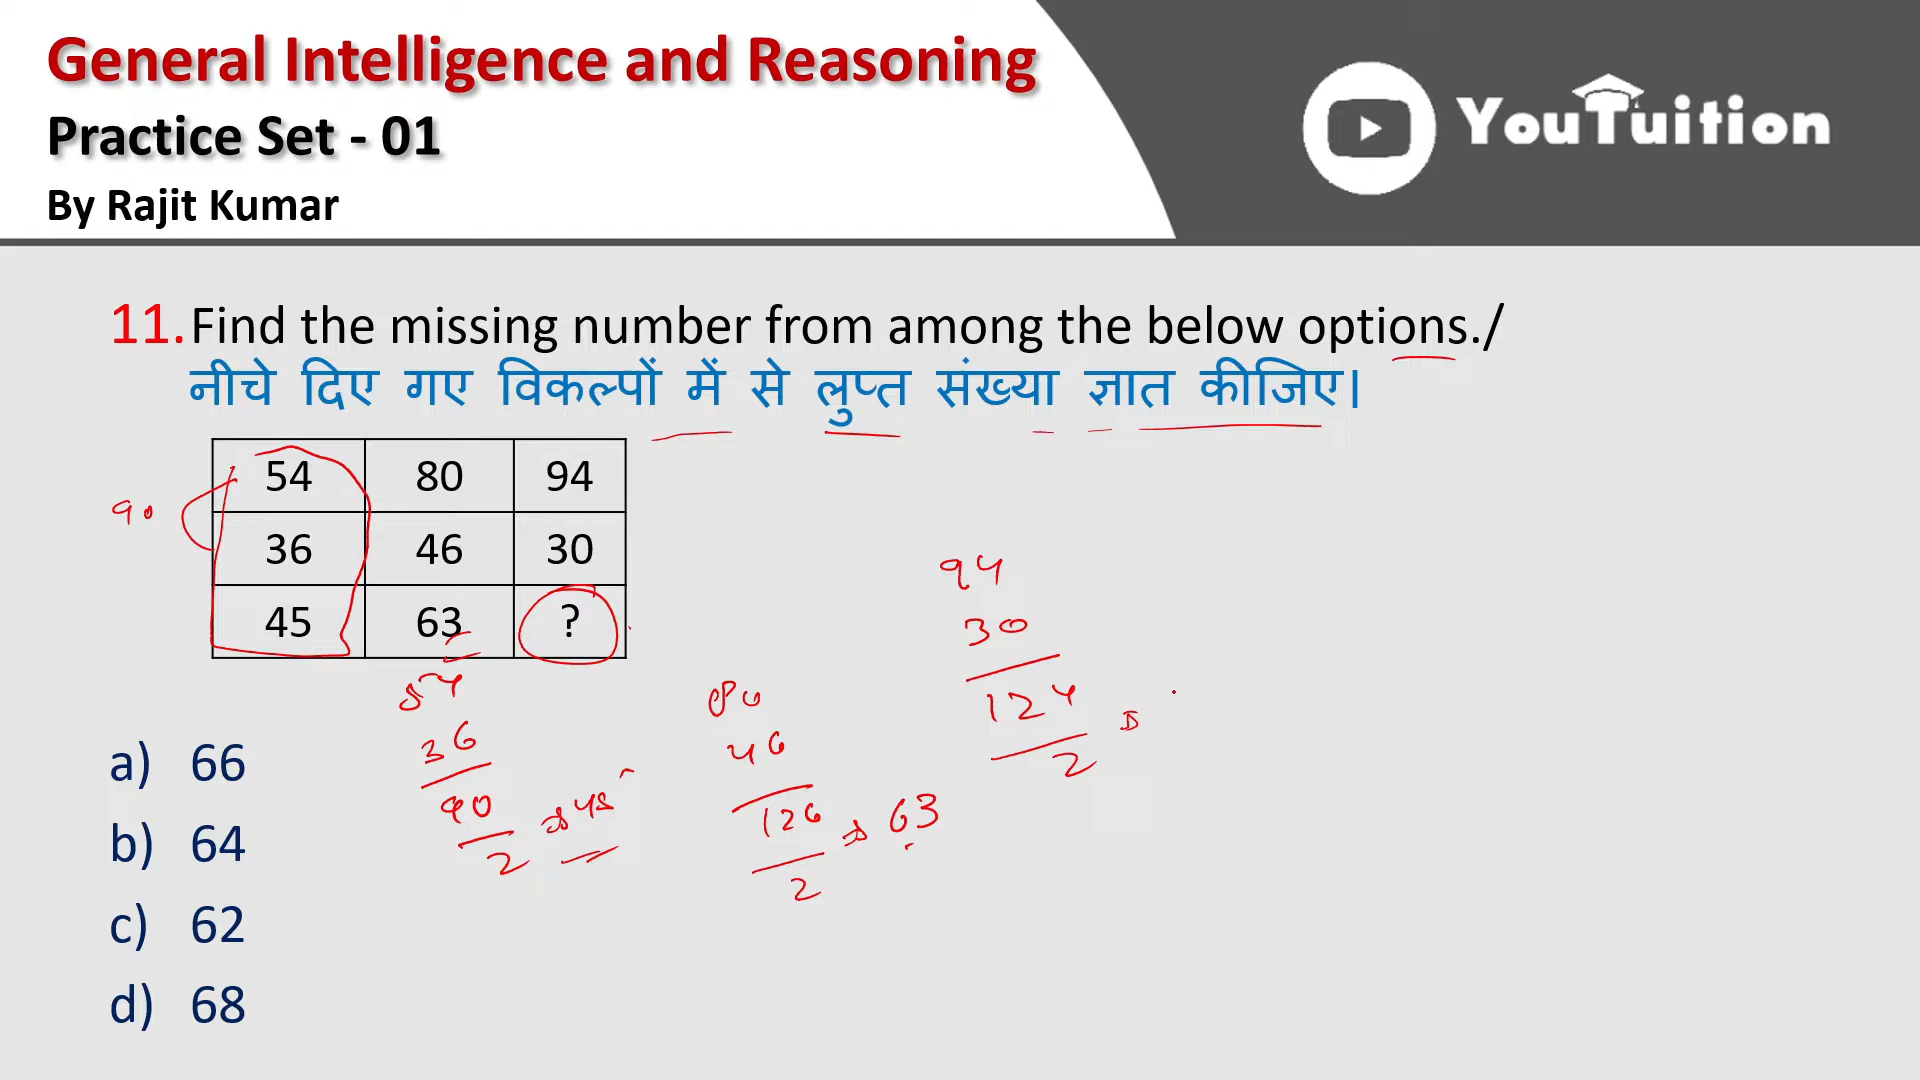 General Intelligence and Reasoning
Practice Set - 01
By Rajit Kumar
YouTuition
11. Find the missing number from among the below options./
नीचे दिए गए विकल्पों में से लुप्त संख्या ज्ञात कीजिए।
54 80 94
36 46 30
45 63 ?
90
54
36
90
2
45
80
46
126
2
63
94
30
124
2
a) 66
b) 64
c) 62
d) 68